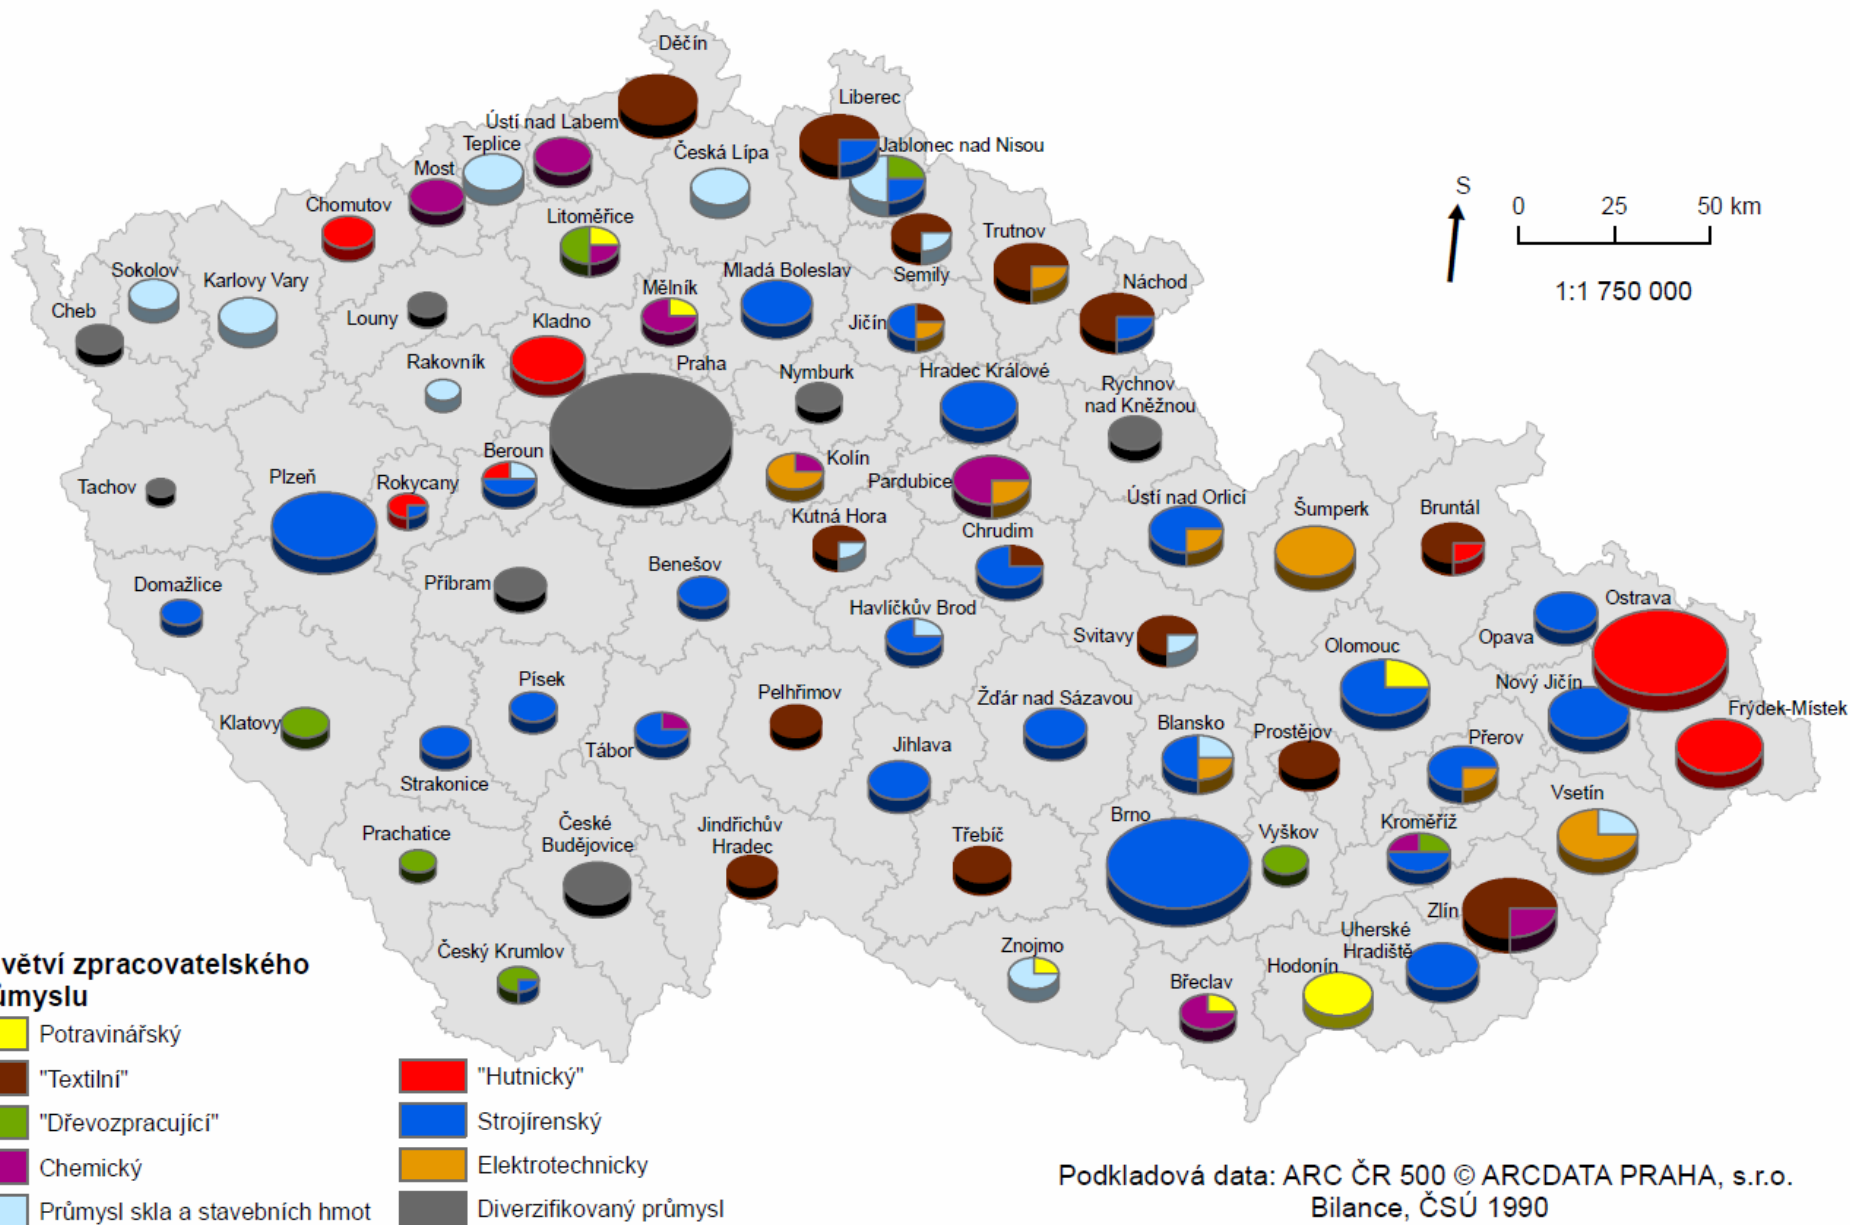 Děčín
Liberec
Ústí nad Labem
Teplice
Jablonec nad Nisou
Česká Lípa
Most
S
0 25 50 km
Chomutov
Litoměřice
Trutnov
Sokolov
Karlovy Vary
Mladá Boleslav
Semily
Náchod
1:1 750 000
Mělník
Cheb
Louny
Kladno
Jičín
Rakovník
Praha
Nymburk
Hradec Králové
Rychnov
nad Kněžnou
Beroun
Kolín
Tachov
Plzeň
Rokycany
Pardubice
Ústí nad Orlicí
Šumperk
Bruntál
Kutná Hora
Chrudim
Domažlice
Příbram
Benešov
Havlíčkův Brod
Svitavy
Ostrava
Opava
Olomouc
Písek
Pelhřimov
Žďár nad Sázavou
Nový Jičín
Frýdek-Místek
Klatovy
Tábor
Jihlava
Blansko
Prostějov
Přerov
Strakonice
Vsetín
Prachatice
České
Budějovice
Jindřichův
Hradec
Třebíč
Brno
Vyškov
Kroměříž
Zlín
Český Krumlov
Znojmo
Uherské
Hradiště
Břeclav
Hodonín
větví zpracovatelského
ůmyslu
Potravinářský
"Textilní"
"Dřevozpracující"
Chemický
Průmysl skla a stavebních hmot
"Hutnický"
Strojírenský
Elektrotechnicky
Diverzifikovaný průmysl
Podkladová data: ARC ČR 500 © ARCDATA PRAHA, s.r.o.
Bilance, ČSÚ 1990